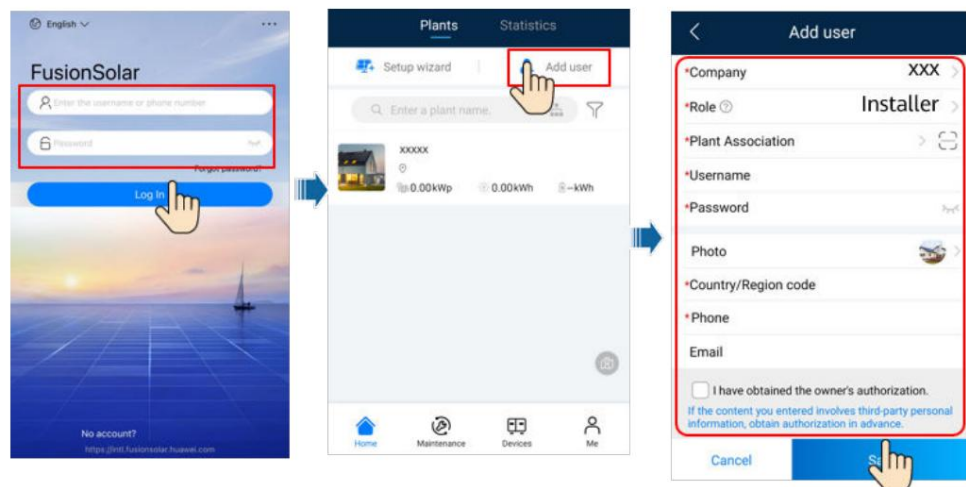 English
FusionSolar
Enter the username or phone number
Password
Forgot password?
Log In
No account?
https://intl.fusionsolar.huawei.com
Plants Statistics
Setup wizard Add user
Enter a plant name.
xxxxx
0.00kWp 0.00kWh --kWh
Home Maintenance Devices Me
Add user
*Company XXX
*Role Installer
*Plant Association
*Username
*Password
Photo
*Country/Region code
*Phone
Email
I have obtained the owner's authorization.
If the content you entered involves third-party personal
information, obtain authorization in advance.
Cancel